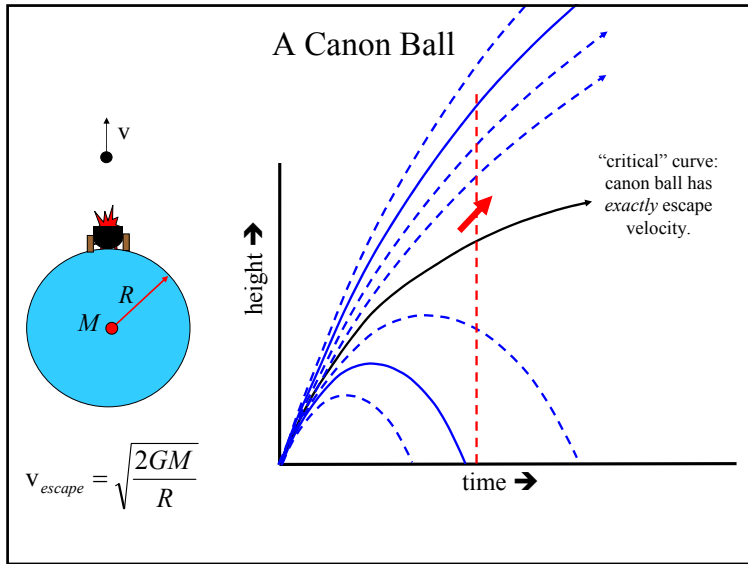 A Canon Ball
v
R
M
v_escape = √(2GM/R)
height ➔
time ➔
“critical” curve:
canon ball has
exactly escape
velocity.